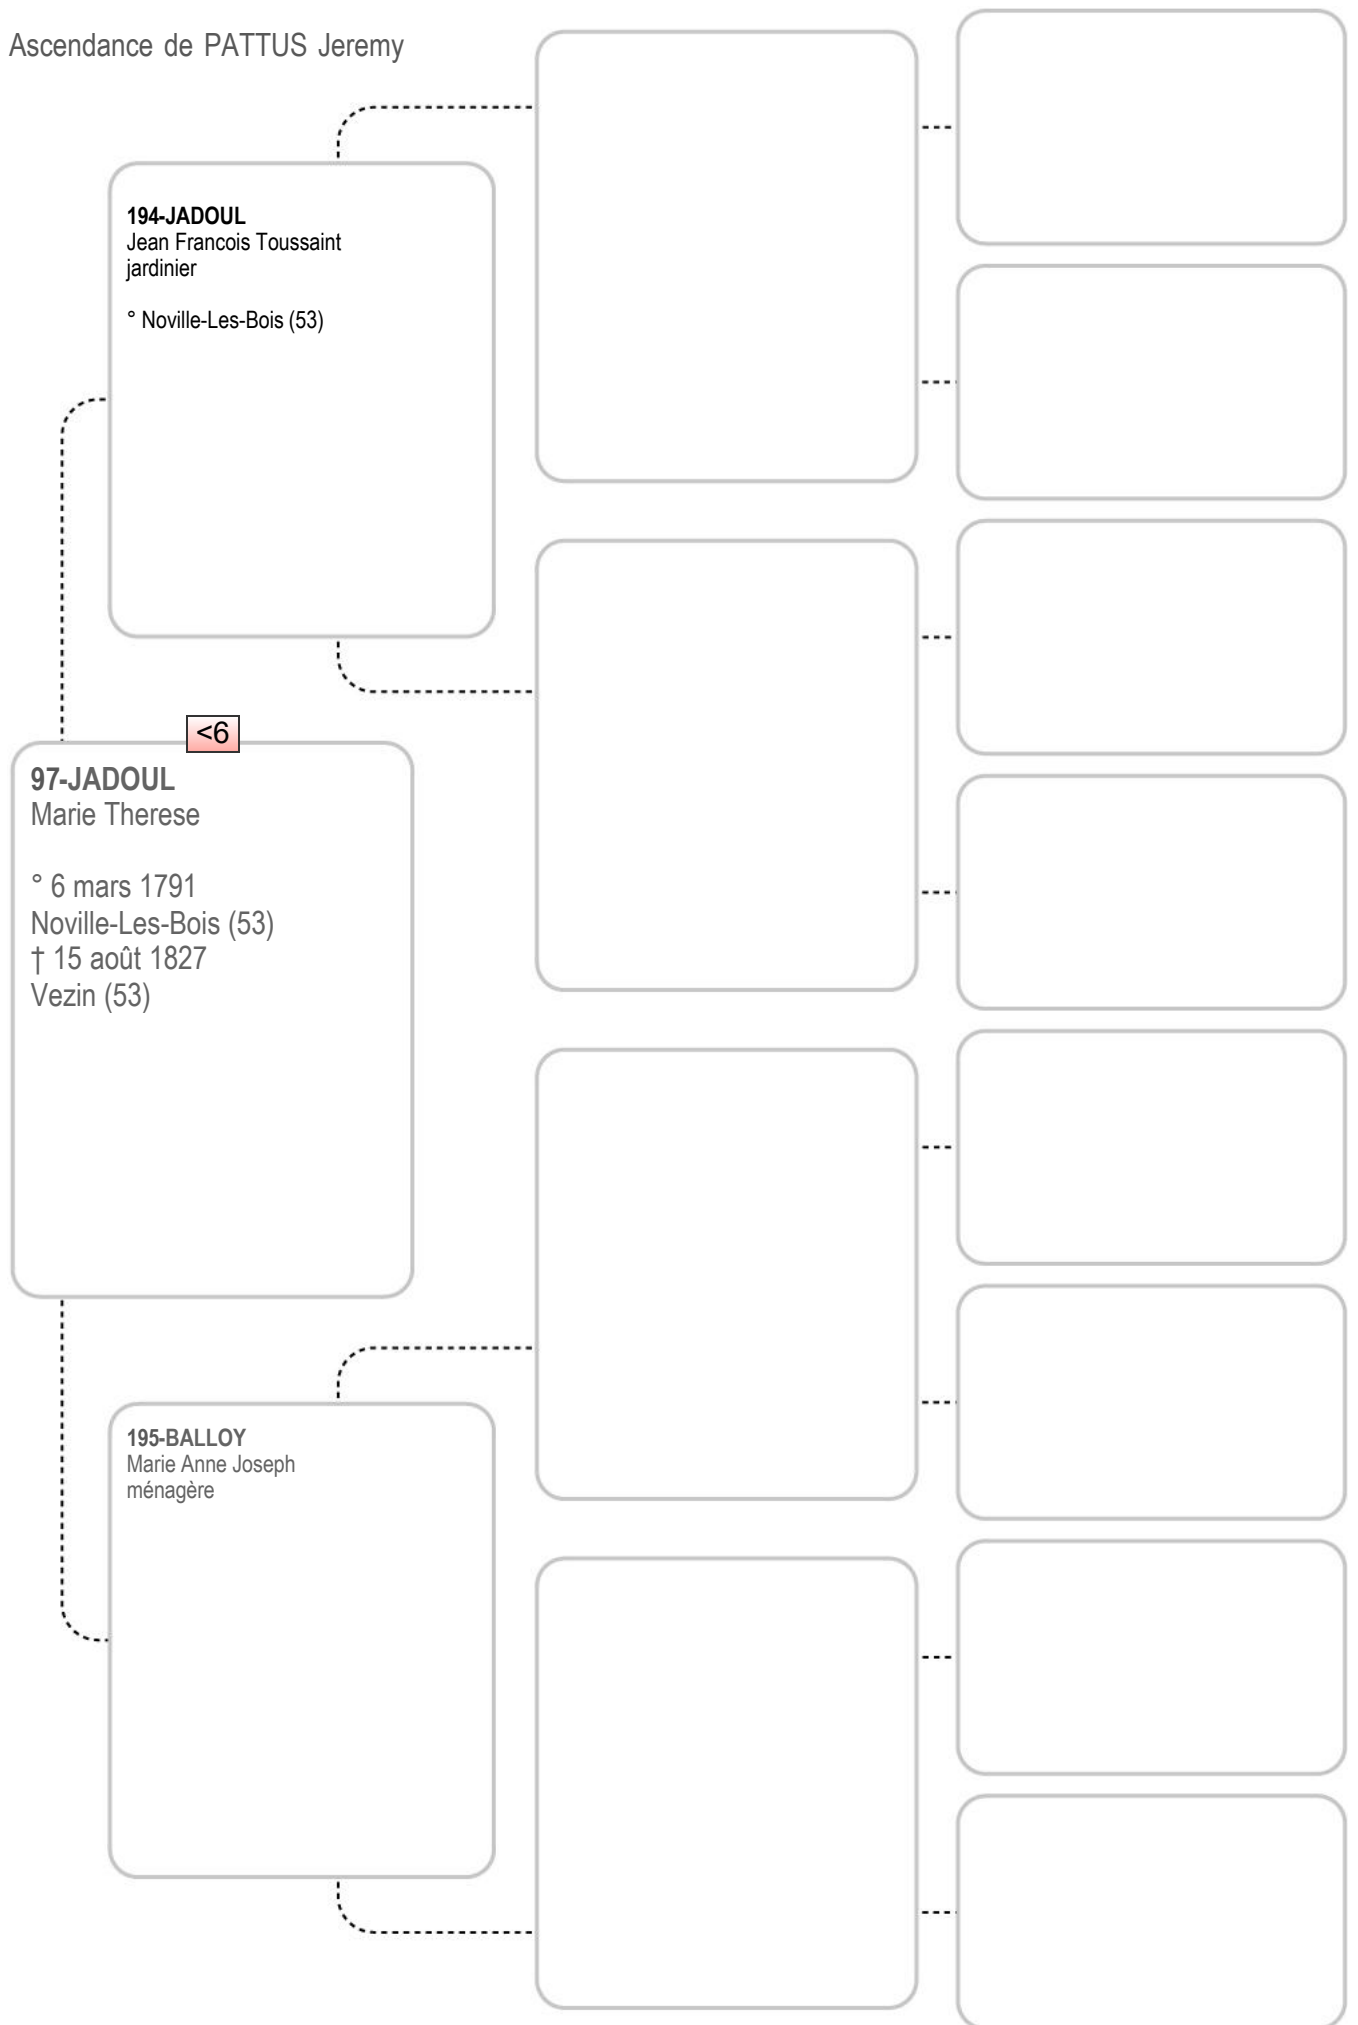 Ascendance de PATTUS Jeremy
194-JADOUL
Jean Francois Toussaint
jardinier
° Noville-Les-Bois (53)
<6
97-JADOUL
Marie Therese
° 6 mars 1791
Noville-Les-Bois (53)
† 15 août 1827
Vezin (53)
195-BALLOY
Marie Anne Joseph
ménagère